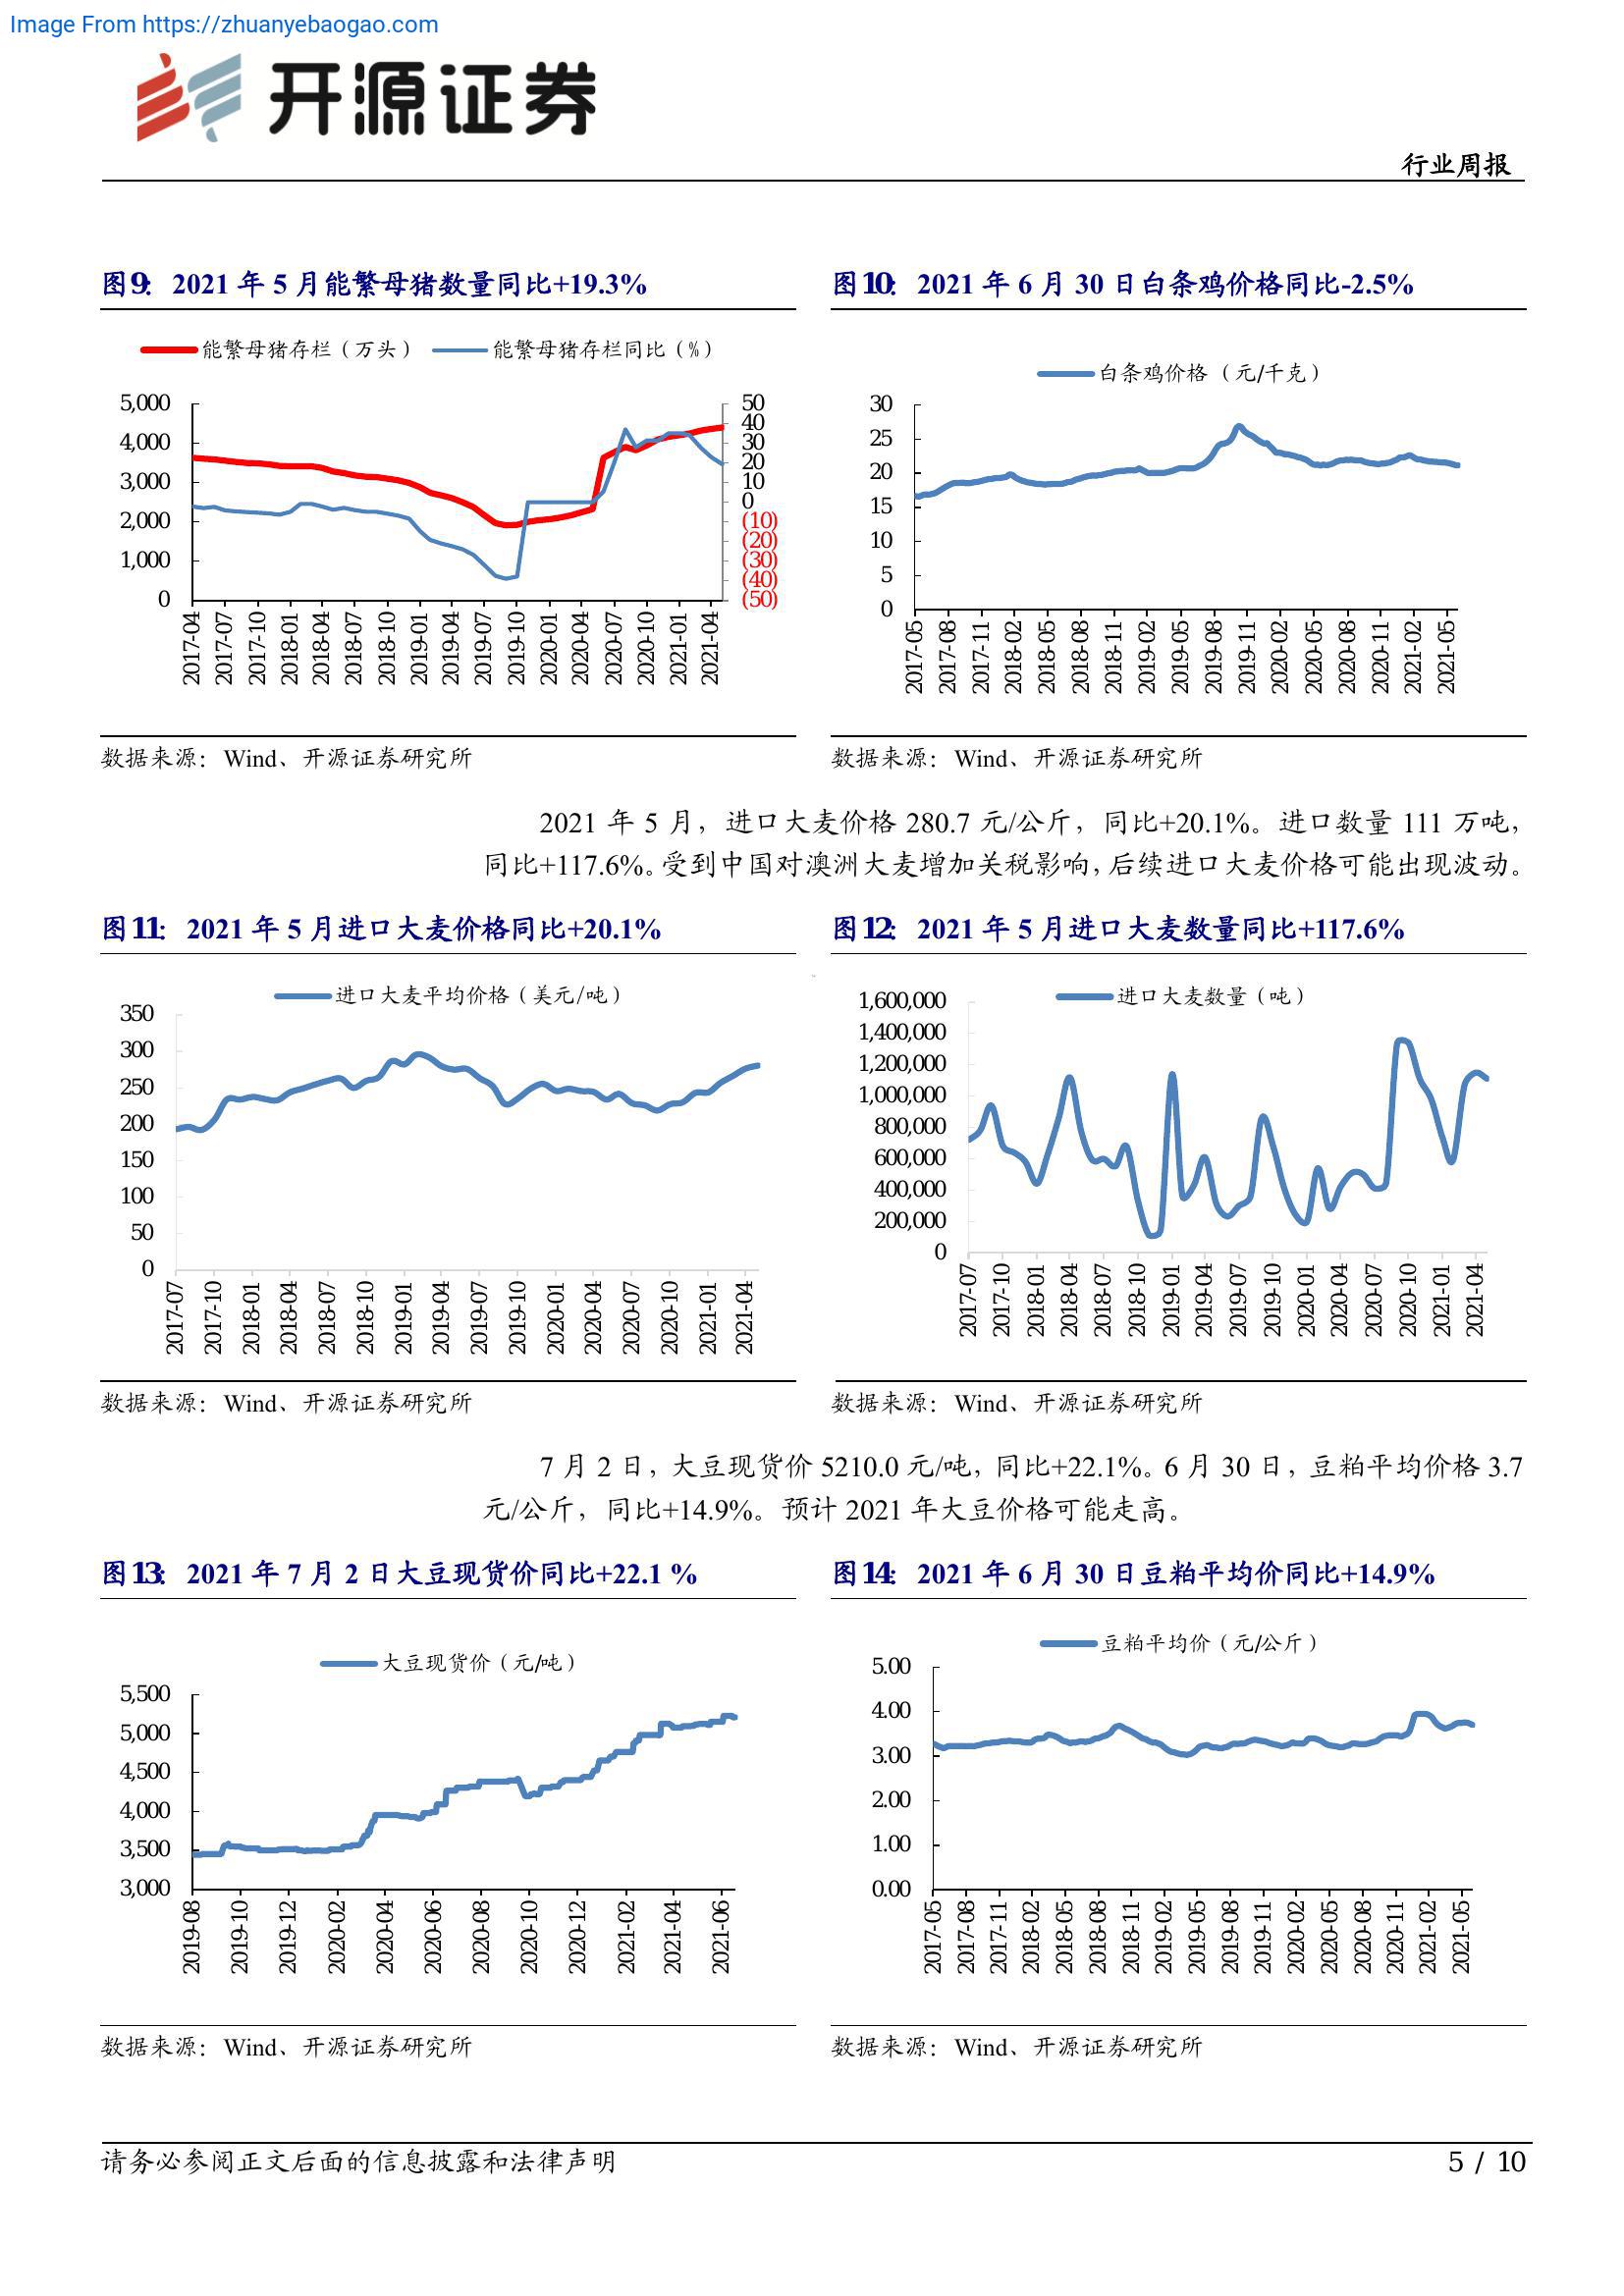 Image From https://zhuanyebaogao.com
开源证券
行业周报
图9： 2021 年 5 月能繁母猪数量同比+19.3%
图10： 2021 年 6 月 30 日白条鸡价格同比-2.5%
能繁母猪存栏（万头） 能繁母猪存栏同比（%）
5,000
4,000
3,000
2,000
1,000
0
50
40
30
20
10
0
(10)
(20)
(30)
(40)
(50)
2017-04 2017-07 2017-10 2018-01 2018-04 2018-07 2018-10 2019-01 2019-04 2019-07 2019-10 2020-01 2020-04 2020-07 2020-10 2021-01 2021-04
白条鸡价格（元/千克）
30
25
20
15
10
5
0
2017-05 2017-08 2017-11 2018-02 2018-05 2018-08 2018-11 2019-02 2019-05 2019-08 2019-11 2020-02 2020-05 2020-08 2020-11 2021-02 2021-05
数据来源：Wind、开源证券研究所
数据来源：Wind、开源证券研究所
2021 年 5 月，进口大麦价格 280.7 元/公斤，同比+20.1%。进口数量 111 万吨，
同比+117.6%。受到中国对澳洲大麦增加关税影响，后续进口大麦价格可能出现波动。
图11： 2021 年 5 月进口大麦价格同比+20.1%
图12： 2021 年 5 月进口大麦数量同比+117.6%
进口大麦平均价格（美元/吨）
350
300
250
200
150
100
50
0
2017-07 2017-10 2018-01 2018-04 2018-07 2018-10 2019-01 2019-04 2019-07 2019-10 2020-01 2020-04 2020-07 2020-10 2021-01 2021-04
进口大麦数量（吨）
1,600,000
1,400,000
1,200,000
1,000,000
800,000
600,000
400,000
200,000
0
2017-07 2017-10 2018-01 2018-04 2018-07 2018-10 2019-01 2019-04 2019-07 2019-10 2020-01 2020-04 2020-07 2020-10 2021-01 2021-04
数据来源：Wind、开源证券研究所
数据来源：Wind、开源证券研究所
7 月 2 日，大豆现货价 5210.0 元/吨，同比+22.1%。6 月 30 日，豆粕平均价格 3.7
元/公斤，同比+14.9%。预计 2021 年大豆价格可能走高。
图13： 2021 年 7 月 2 日大豆现货价同比+22.1 %
图14： 2021 年 6 月 30 日豆粕平均价同比+14.9%
大豆现货价（元/吨）
5,500
5,000
4,500
4,000
3,500
3,000
2019-08 2019-10 2019-12 2020-02 2020-04 2020-06 2020-08 2020-10 2020-12 2021-02 2021-04 2021-06
豆粕平均价（元/公斤）
5.00
4.00
3.00
2.00
1.00
0.00
2017-05 2017-08 2017-11 2018-02 2018-05 2018-08 2018-11 2019-02 2019-05 2019-08 2019-11 2020-02 2020-05 2020-08 2020-11 2021-02 2021-05
数据来源：Wind、开源证券研究所
数据来源：Wind、开源证券研究所
请务必参阅正文后面的信息披露和法律声明
5 / 10